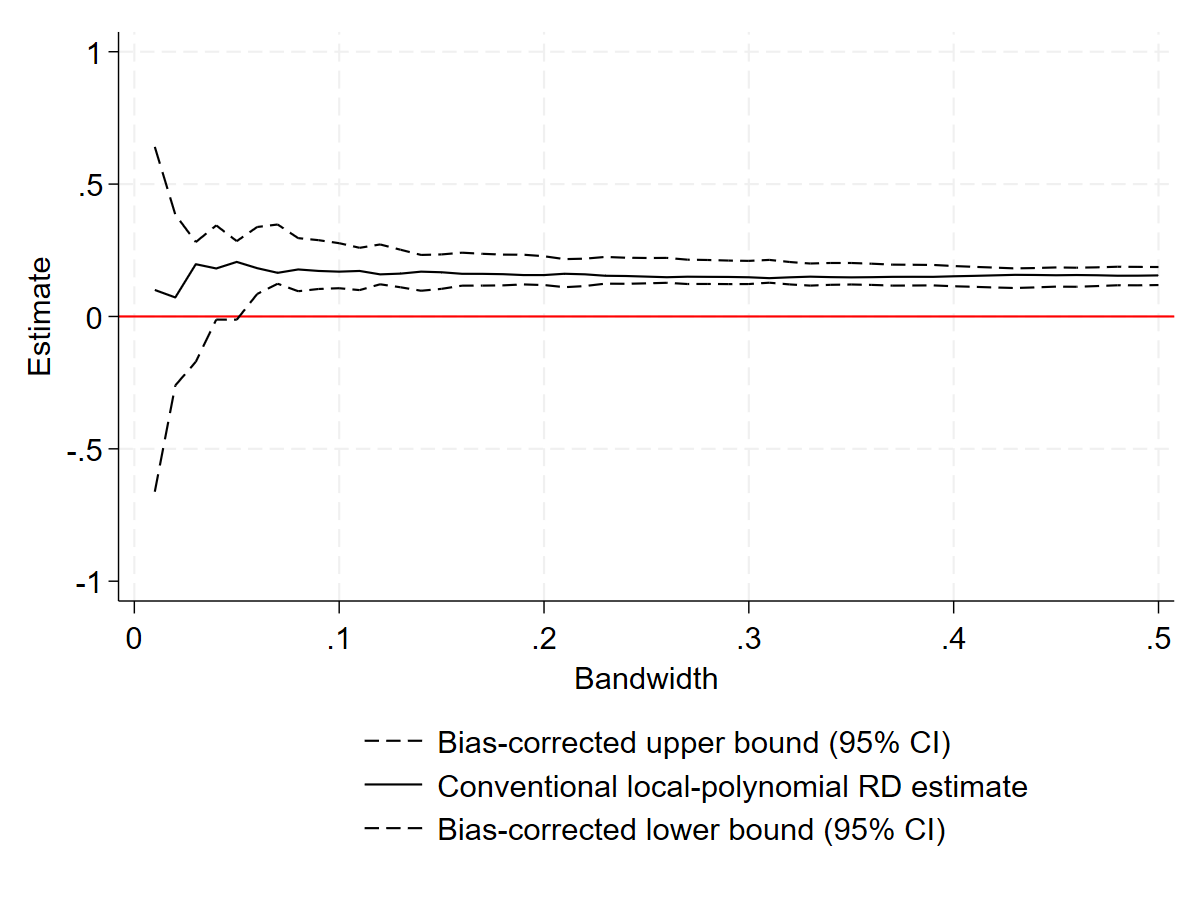 1
.5
0
-.5
-1
Estimate
0
.1
.2
.3
.4
.5
Bandwidth
Bias-corrected upper bound (95% CI)
Conventional local-polynomial RD estimate
Bias-corrected lower bound (95% CI)